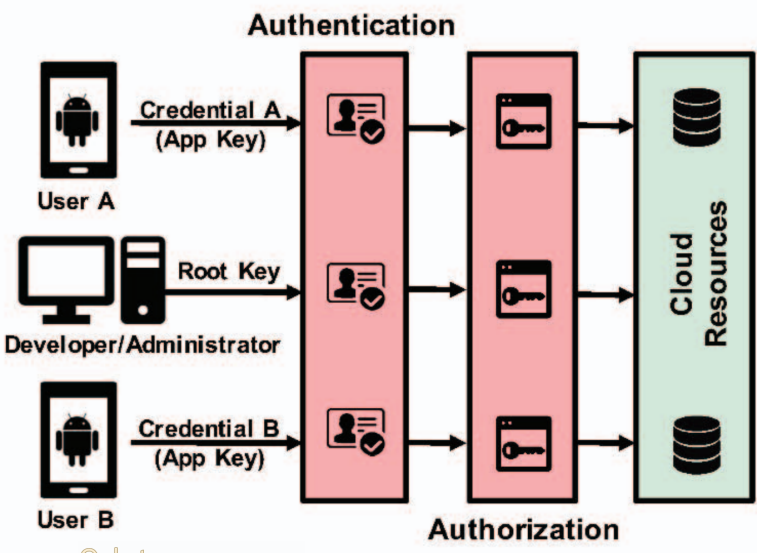 Authentication
Credential A
(App Key)
User A
Root Key
Developer/Administrator
Cloud
Resources
Credential B
(App Key)
User B
Authorization